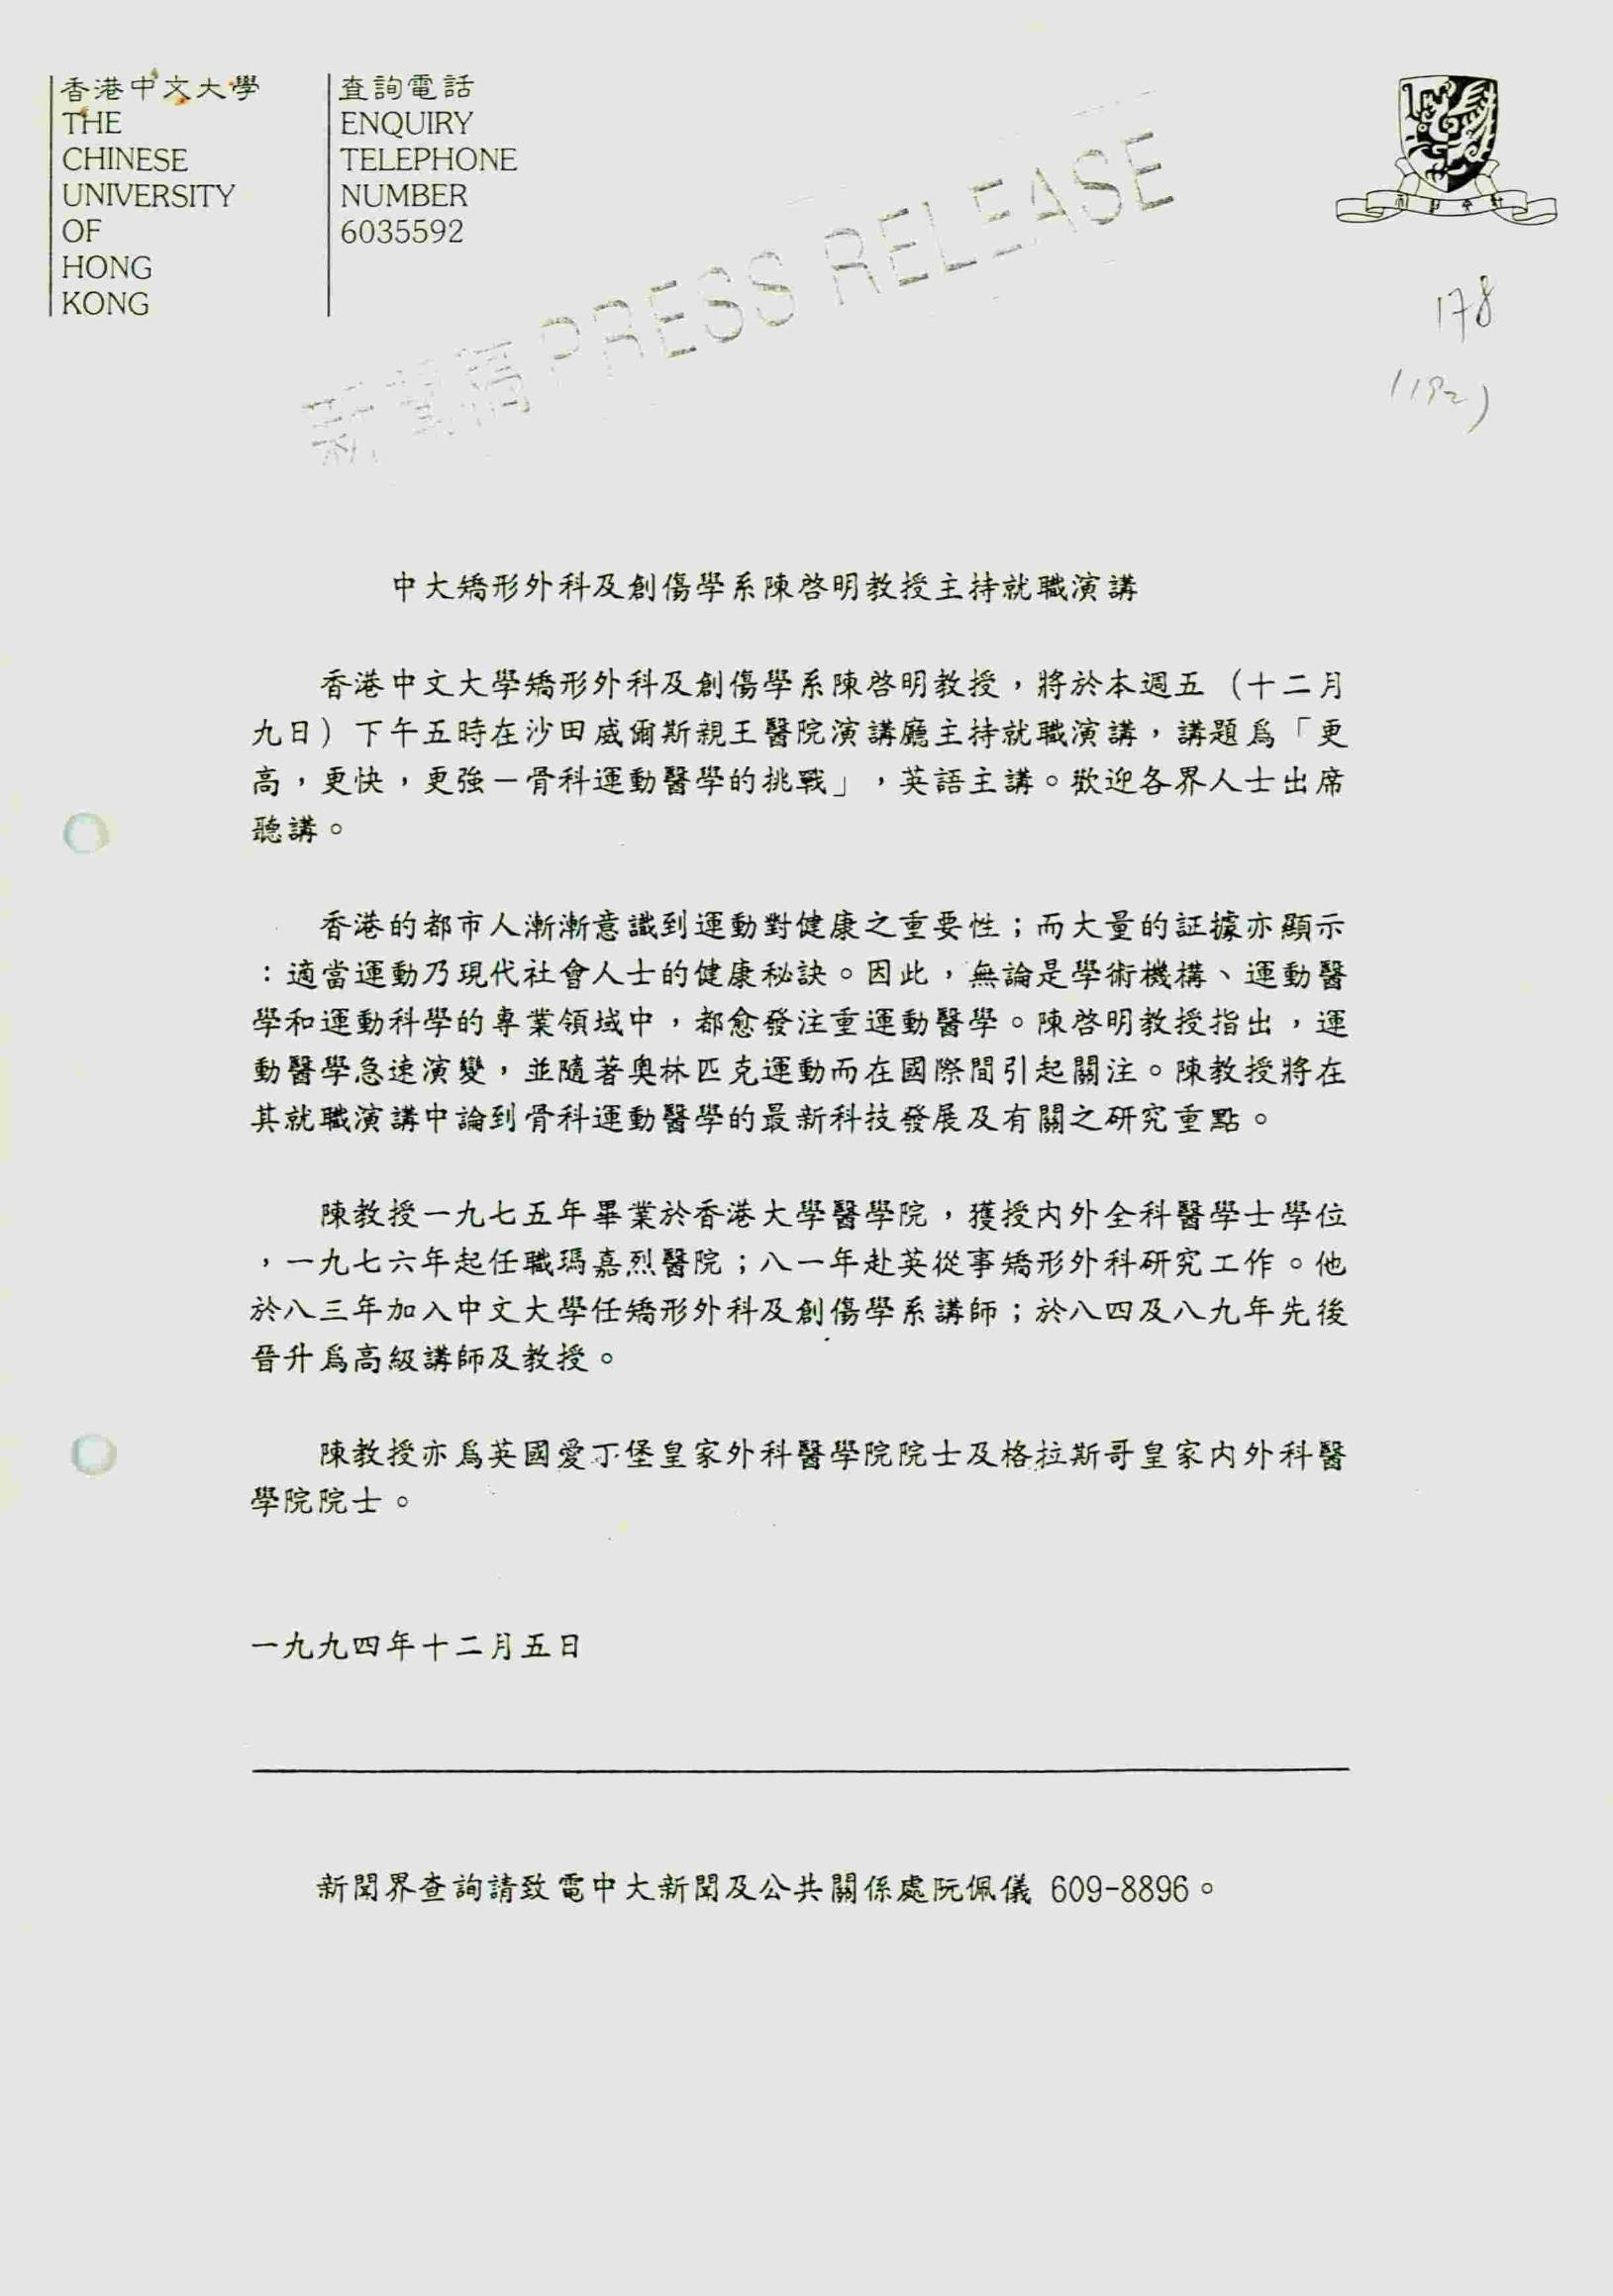 香港中文大學
THE
CHINESE
UNIVERSITY
OF
HONG
KONG
查詢電話
ENQUIRY
TELEPHONE
NUMBER
6035592
新聞稿 PRESS RELEASE
178
(192)
中大矯形外科及創傷學系陳啓明教授主持就職演講
香港中文大學矯形外科及創傷學系陳啓明教授，將於本週五（十二月
九日）下午五時在沙田威爾斯親王醫院演講廳主持就職演講，講題爲「更
高，更快，更強－骨科運動醫學的挑戰」，英語主講。歡迎各界人士出席
聽講。
香港的都市人漸漸意識到運動對健康之重要性；而大量的証據亦顯示
：適當運動乃現代社會人士的健康秘訣。因此，無論是學術機構、運動醫
學和運動科學的專業領域中，都愈發注重運動醫學。陳啓明教授指出，運
動醫學急速演變，並隨著奧林匹克運動而在國際間引起關注。陳教授將在
其就職演講中論到骨科運動醫學的最新科技發展及有關之研究重點。
陳教授一九七五年畢業於香港大學醫學院，獲授內外全科醫學士學位
，一九七六年起任職瑪嘉烈醫院；八一年赴英從事矯形外科研究工作。他
於八三年加入中文大學任矯形外科及創傷學系講師；於八四及八九年先後
晉升爲高級講師及教授。
陳教授亦爲英國愛丁堡皇家外科醫學院院士及格拉斯哥皇家內外科醫
學院院士。
一九九四年十二月五日
新聞界查詢請致電中大新聞及公共關係處阮佩儀 609-8896。